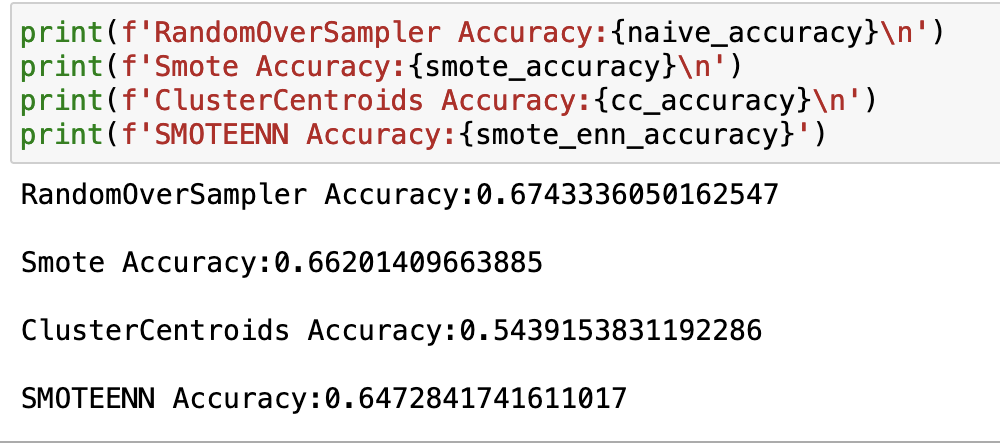 print(f'RandomOverSampler Accuracy:{naive_accuracy}\n')
print(f'Smote Accuracy:{smote_accuracy}\n')
print(f'ClusterCentroids Accuracy:{cc_accuracy}\n')
print(f'SMOTEENN Accuracy:{smote_enn_accuracy}')
RandomOverSampler Accuracy:0.6743336050162547
Smote Accuracy:0.66201409663885
ClusterCentroids Accuracy:0.5439153831192286
SMOTEENN Accuracy:0.6472841741611017